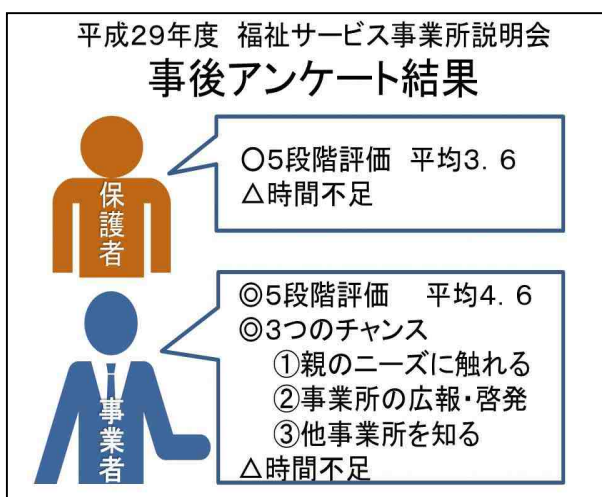 平成29年度 福祉サービス事業所説明会
事後アンケート結果
保護者
○5段階評価 平均3.6
△時間不足
事業者
◎5段階評価 平均4.6
◎3つのチャンス
①親のニーズに触れる
②事業所の広報・啓発
③他事業所を知る
△時間不足